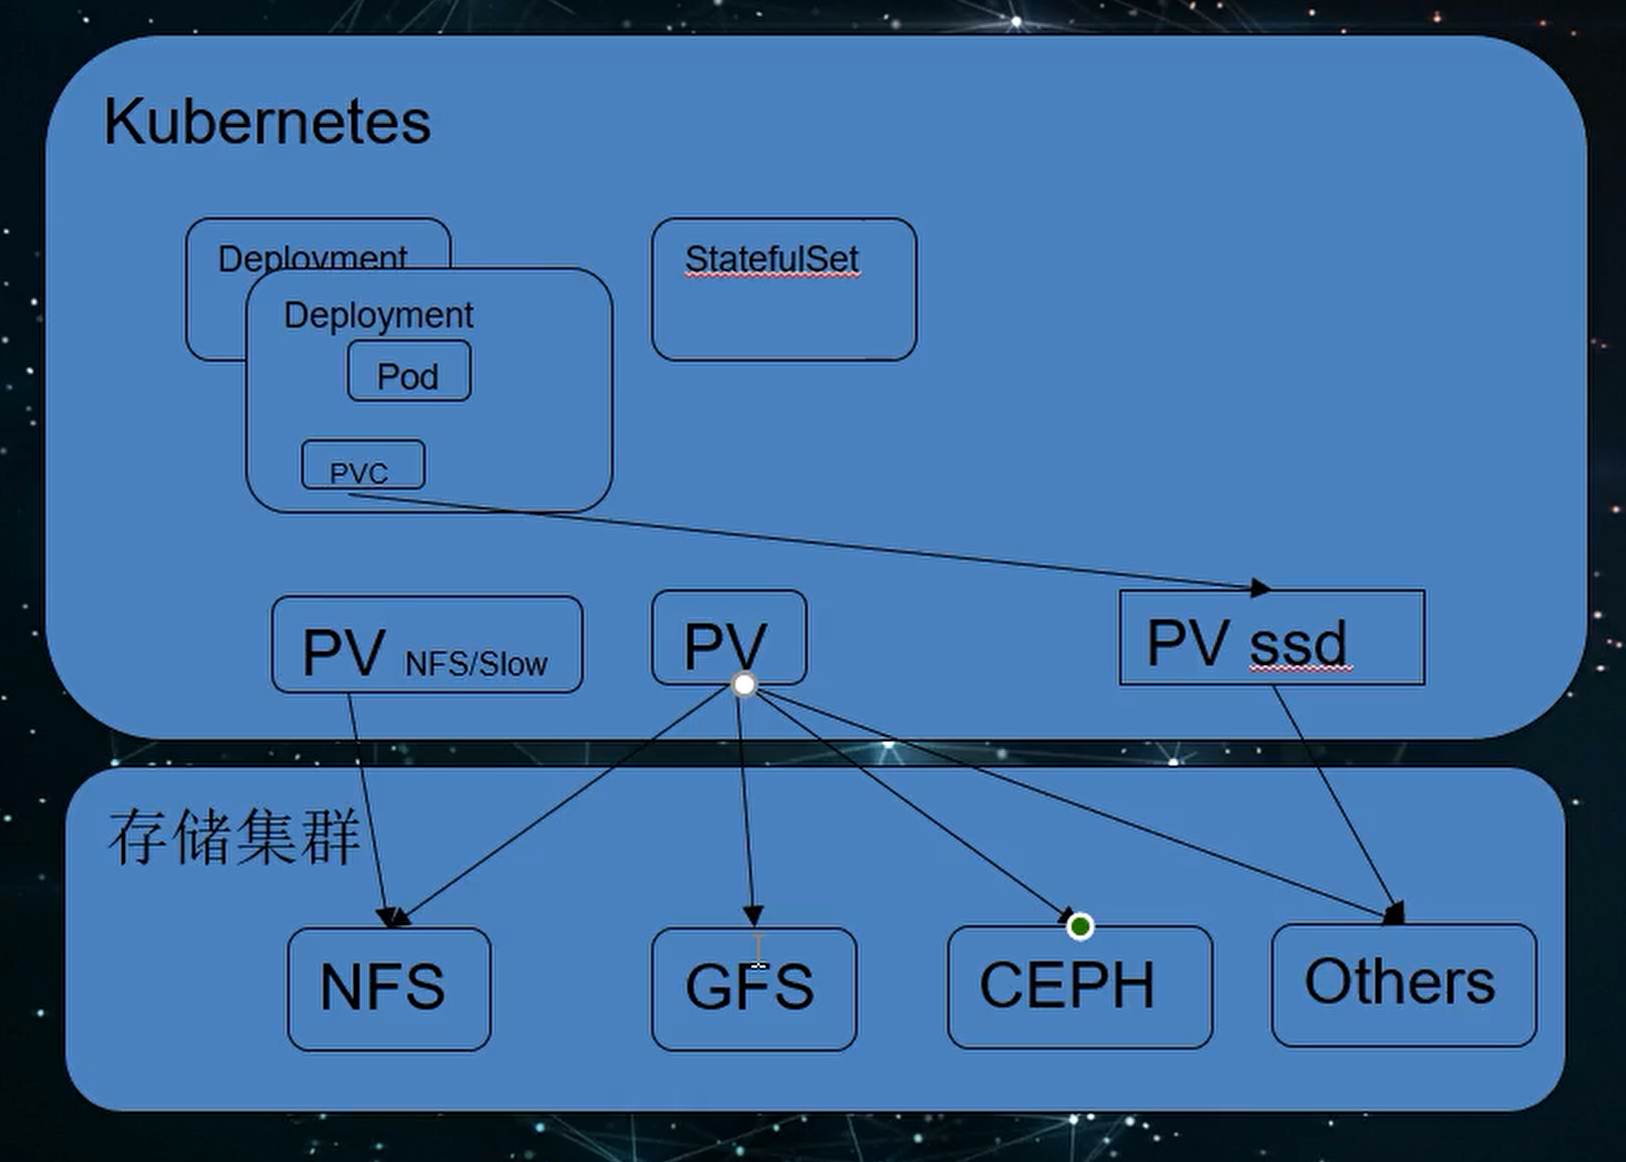 Kubernetes
Deployment
StatefulSet
Deployment
Pod
PVC
PV NFS/Slow
PV
PV ssd
存储集群
NFS
GFS
CEPH
Others